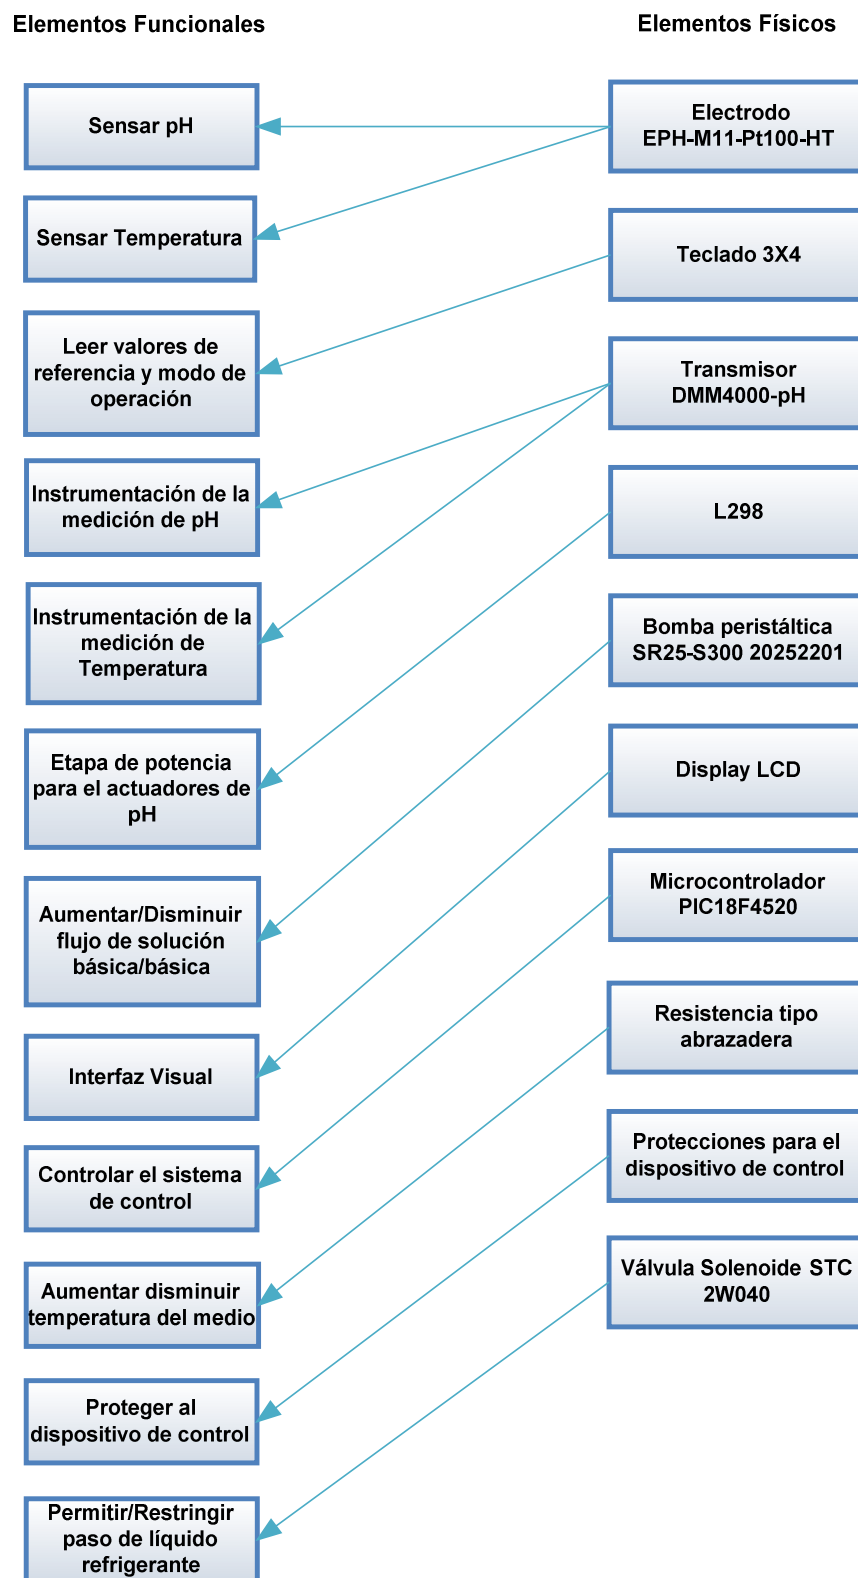 Elementos Funcionales
Elementos Físicos
Sensar pH
Electrodo
EPH-M11-Pt100-HT
Sensar Temperatura
Teclado 3X4
Leer valores de
referencia y modo de
operación
Transmisor
DMM4000-pH
Instrumentación de la
medición de pH
L298
Instrumentación de la
medición de
Temperatura
Bomba peristáltica
SR25-S300 20252201
Etapa de potencia
para el actuadores de
pH
Display LCD
Aumentar/Disminuir
flujo de solución
básica/básica
Microcontrolador
PIC18F4520
Interfaz Visual
Resistencia tipo
abrazadera
Controlar el sistema
de control
Protecciones para el
dispositivo de control
Aumentar disminuir
temperatura del medio
Válvula Solenoide STC
2W040
Proteger al
dispositivo de control
Permitir/Restringir
paso de líquido
refrigerante